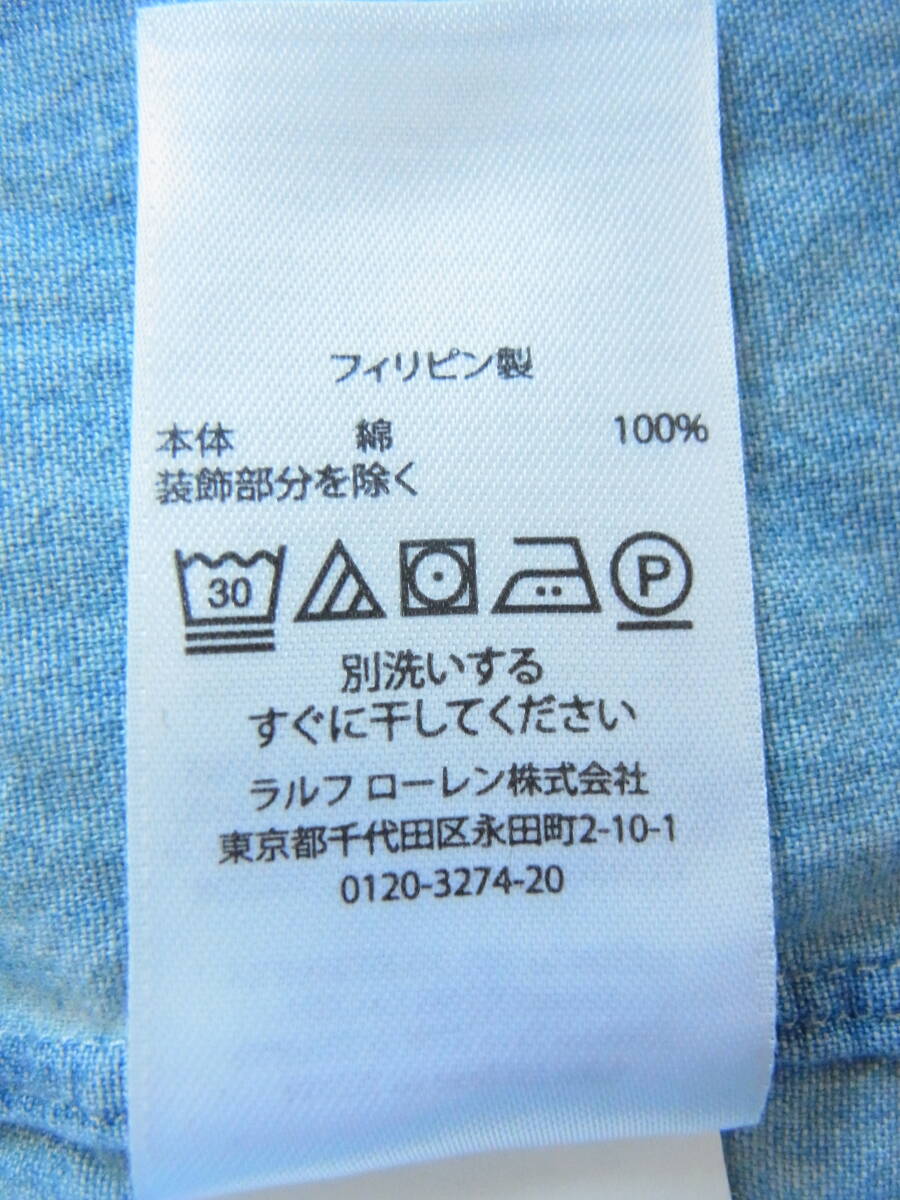 フィリピン製
本体 綿 100%
装飾部分を除く
30 P
別洗いする
すぐに干してください
ラルフ ローレン株式会社
東京都千代田区永田町2-10-1
0120-3274-20